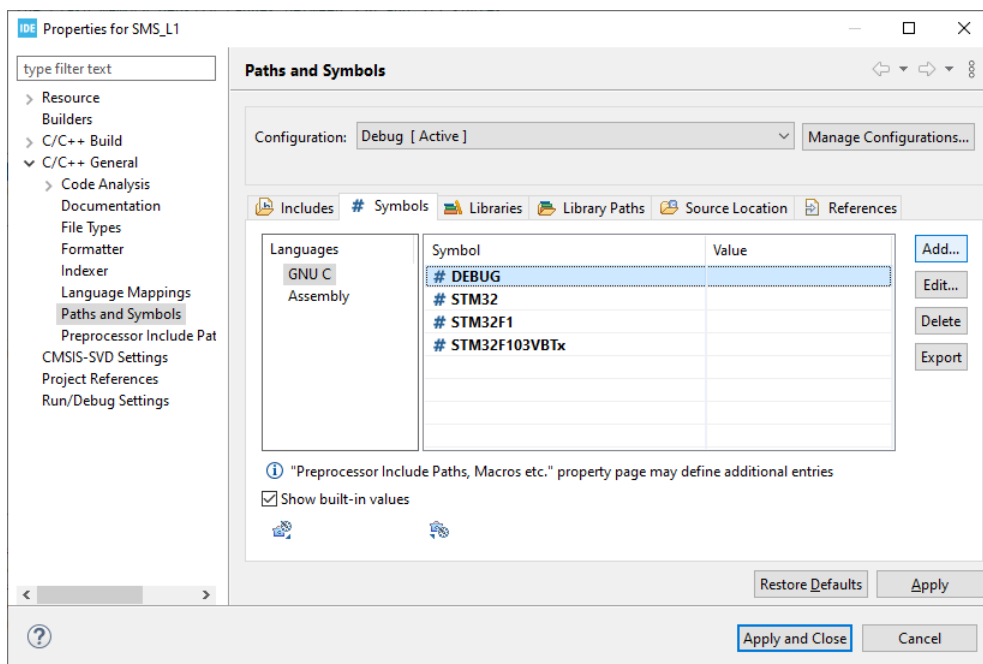 IDE Properties for SMS_L1
type filter text
Paths and Symbols
Resource
Builders
C/C++ Build
C/C++ General
Code Analysis
Documentation
File Types
Formatter
Indexer
Language Mappings
Paths and Symbols
Preprocessor Include Pat
CMSIS-SVD Settings
Project References
Run/Debug Settings
Configuration: Debug [ Active ] Manage Configurations...
Includes # Symbols Libraries Library Paths Source Location References
Languages
GNU C
Assembly
Symbol Value
# DEBUG
# STM32
# STM32F1
# STM32F103VBTx
Add...
Edit...
Delete
Export
"Preprocessor Include Paths, Macros etc." property page may define additional entries
Show built-in values
Restore Defaults Apply
Apply and Close Cancel